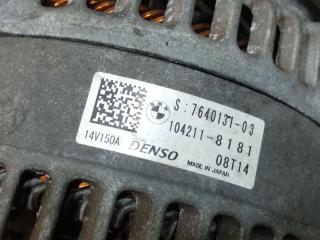 S: 7640131-03
104211-8181
14V150A DENSO MADE IN JAPAN 08T14